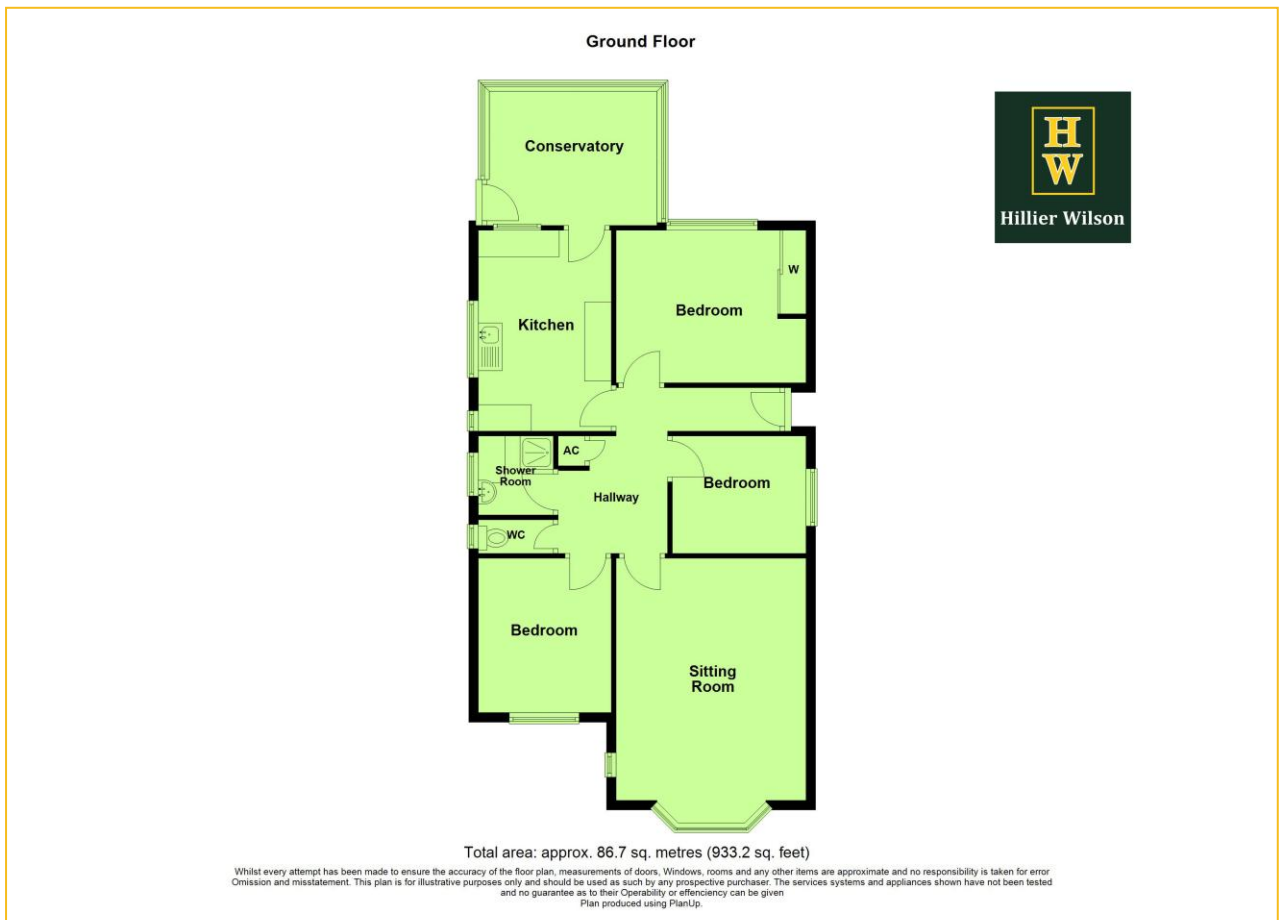 Ground Floor
H
W
Hillier Wilson
Conservatory
W
Bedroom
Kitchen
AC
Shower
Room
Bedroom
Hallway
WC
Bedroom
Sitting
Room
Total area: approx. 86.7 sq. metres (933.2 sq. feet)
Whilst every attempt has been made to ensure the accuracy of the floor plan, measurements of doors, Windows, rooms and any other items are approximate and no responsibility is taken for error
Omission and misstatement. This plan is for illustrative purposes only and should be used as such by any prospective purchaser. The services systems and appliances shown have not been tested
and no guarantee as to their Operability or effenciency can be given
Plan produced using PlanUp.